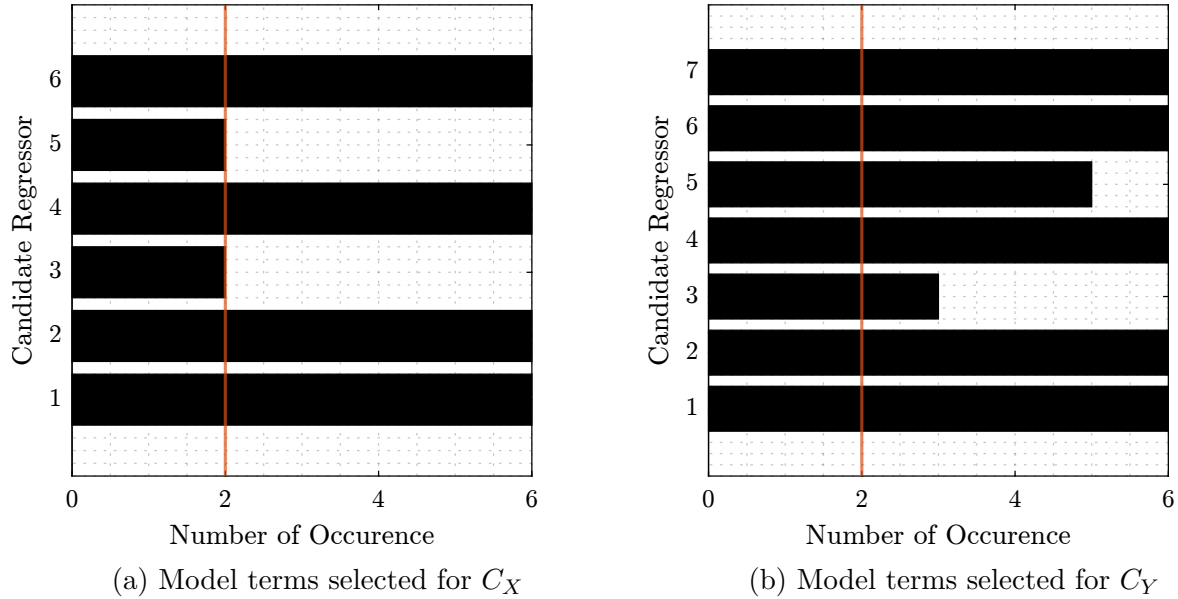 6
5
4
3
2
1
Candidate Regressor
0 2 4 6
Number of Occurence
(a) Model terms selected for C_X
7
6
5
4
3
2
1
Candidate Regressor
0 2 4 6
Number of Occurence
(b) Model terms selected for C_Y